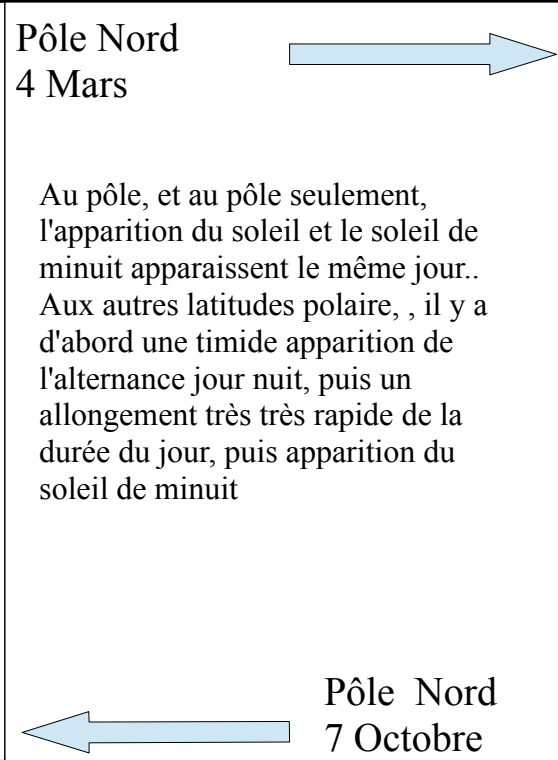 Pôle Nord
4 Mars
Au pôle, et au pôle seulement,
l'apparition du soleil et le soleil de
minuit apparaissent le même jour..
Aux autres latitudes polaire, , il y a
d'abord une timide apparition de
l'alternance jour nuit, puis un
allongement très très rapide de la
durée du jour, puis apparition du
soleil de minuit
Pôle  Nord
7 Octobre